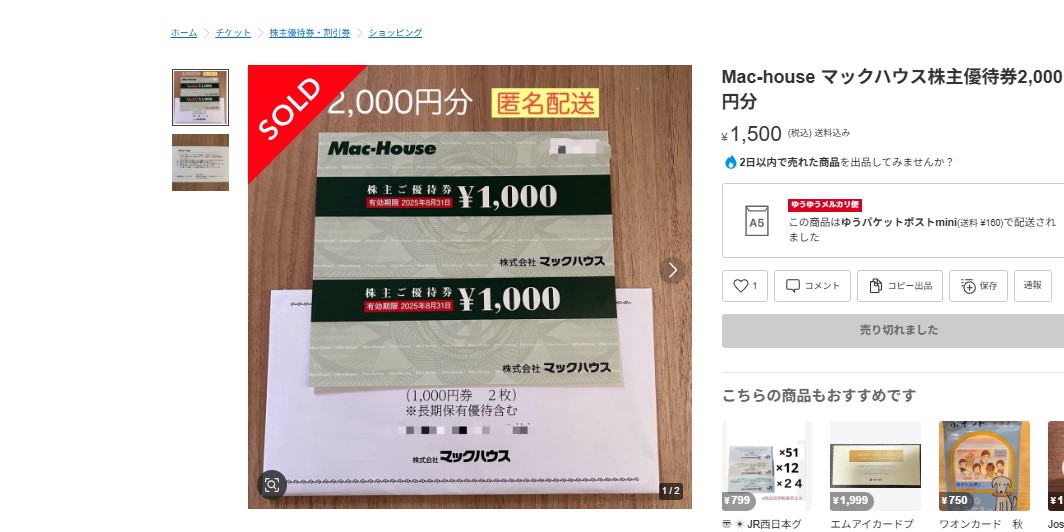 ホーム
チケット
株主優待券・割引券
ショッピング
SOLD
2,000円分
匿名配送
Mac-House
株主ご優待券
有効期限 2025年8月31日
¥1,000
株式会社 マックハウス
株主ご優待券
有効期限 2025年8月31日
¥1,000
株式会社 マックハウス
(1,000円券 2枚)
※長期保有優待含む
株式会社 マックハウス
1 / 2
Mac-house マックハウス株主優待券2,000
円分
¥1,500 (税込) 送料込み
2日以内で売れた商品を出品してみませんか？
A5
ゆうゆうメルカリ便
この商品はゆうパケットポストmini(送料 ¥160)で配送され
ました
1
コメント
コピー出品
保存
通報
売り切れました
こちらの商品もおすすめです
×51
×12
×24
¥799
¥1,999
ポイント
¥750
¥1
JR西日本グ
エムアイカードプ
ワオンカード 秋
Jos